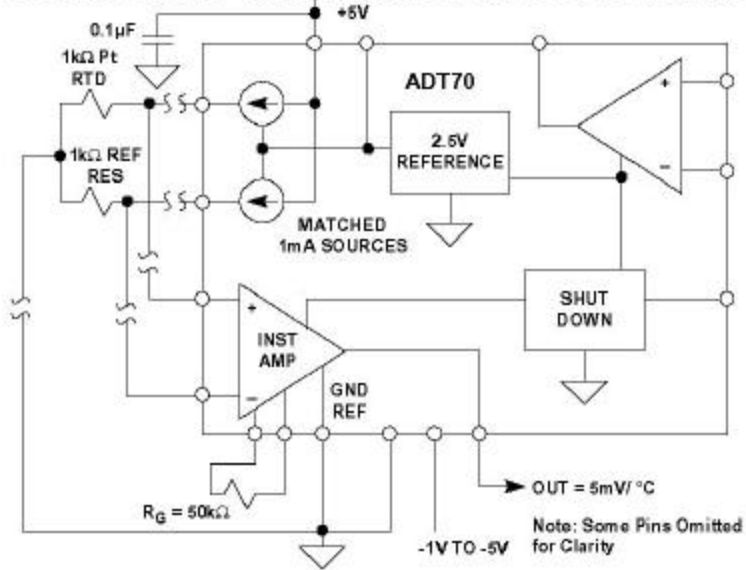 +5V
0.1µF
1kΩ Pt
RTD
ADT70
2.5V
REFERENCE
+
−
1kΩ REF
RES
MATCHED
1mA SOURCES
SHUT
DOWN
+
INST
AMP
−
GND
REF
RG = 50kΩ
OUT = 5mV/ °C
-1V TO -5V
Note: Some Pins Omitted
for Clarity